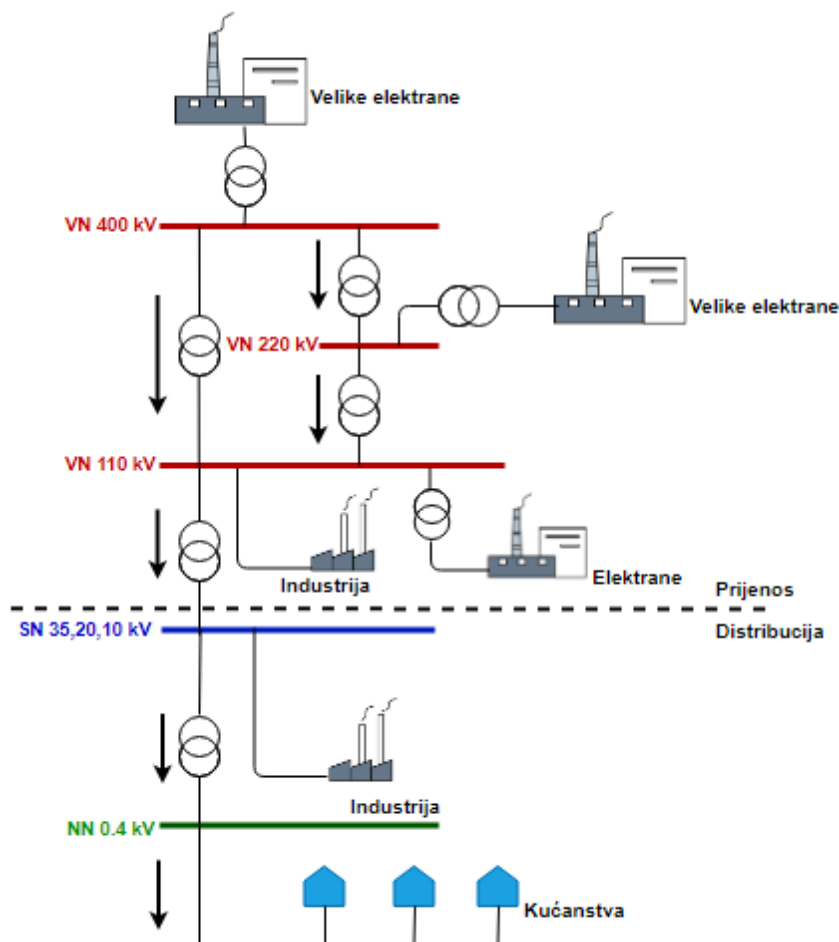 Velike elektrane
VN 400 kV
Velike elektrane
VN 220 kV
VN 110 kV
Industrija
Elektrane
Prijenos
SN 35,20,10 kV
Distribucija
Industrija
NN 0.4 kV
Kućanstva